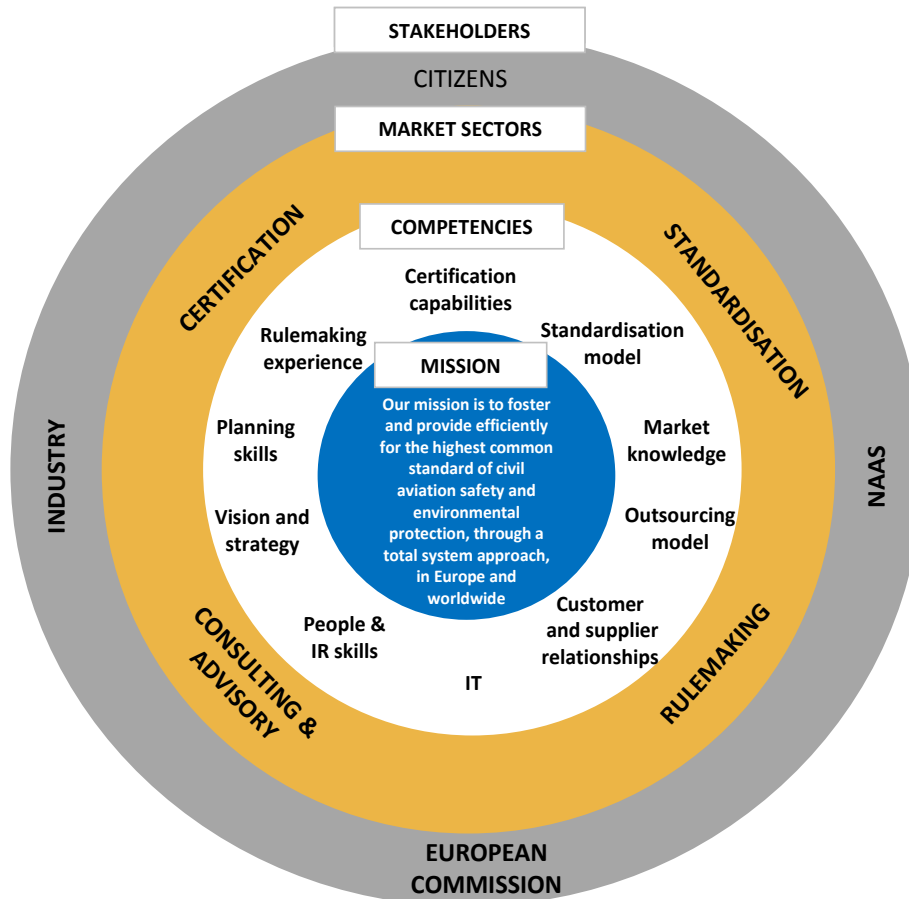 STAKEHOLDERS
CITIZENS
MARKET SECTORS
COMPETENCIES
CERTIFICATION
STANDARDISATION
Certification
capabilities
Rulemaking
experience
Standardisation
model
MISSION
Our mission is to foster
and provide efficiently
for the highest common
standard of civil
aviation safety and
environmental
protection, through a
total system approach,
in Europe and
worldwide
Planning
skills
Market
knowledge
INDUSTRY
NAAS
Vision and
strategy
Outsourcing
model
People &
IR skills
Customer
and supplier
relationships
IT
CONSULTING &
ADVISORY
RULEMAKING
EUROPEAN
COMMISSION